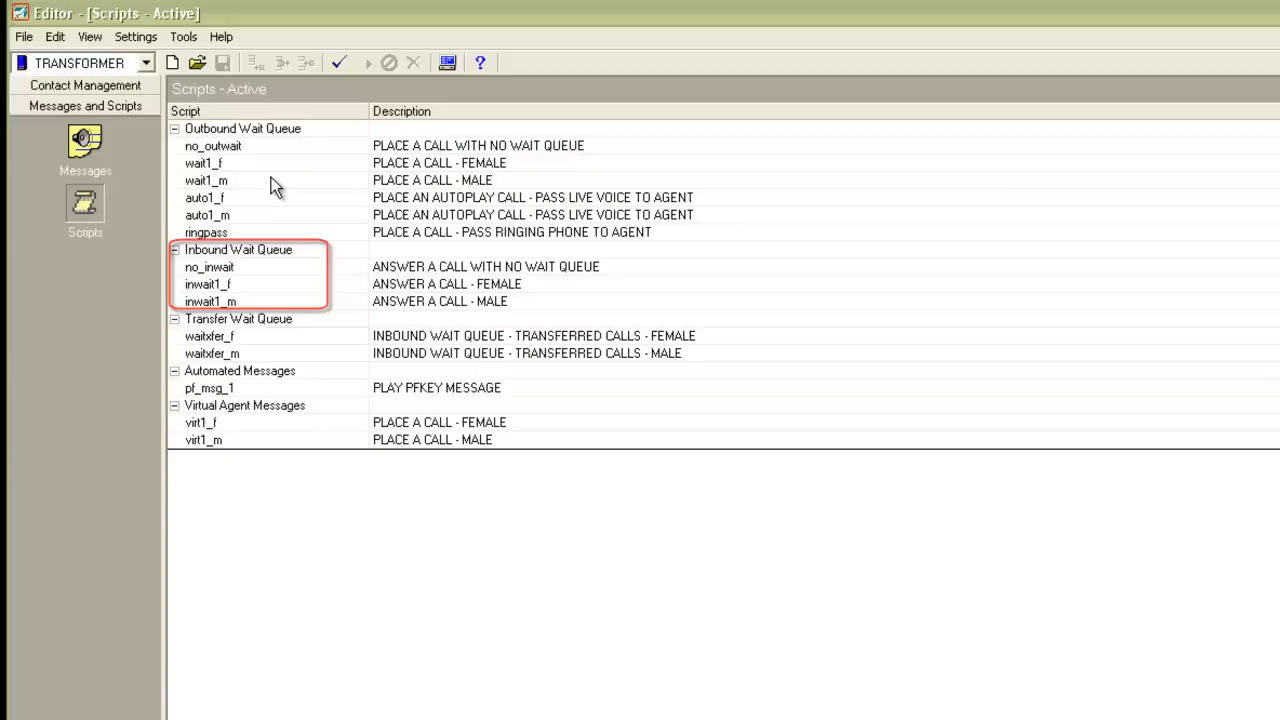 Editor - [Scripts - Active]
File Edit View Settings Tools Help
TRANSFORMER ?
Contact Management
Messages and Scripts
Messages
Scripts
Scripts - Active
Script Description
Outbound Wait Queue
no_outwait PLACE A CALL WITH NO WAIT QUEUE
wait1_f PLACE A CALL - FEMALE
wait1_m PLACE A CALL - MALE
auto1_f PLACE AN AUTOPLAY CALL - PASS LIVE VOICE TO AGENT
auto1_m PLACE AN AUTOPLAY CALL - PASS LIVE VOICE TO AGENT
ringpass PLACE A CALL - PASS RINGING PHONE TO AGENT
Inbound Wait Queue
no_inwait ANSWER A CALL WITH NO WAIT QUEUE
inwait1_f ANSWER A CALL - FEMALE
inwait1_m ANSWER A CALL - MALE
Transfer Wait Queue
waitxfer_f INBOUND WAIT QUEUE - TRANSFERRED CALLS - FEMALE
waitxfer_m INBOUND WAIT QUEUE - TRANSFERRED CALLS - MALE
Automated Messages
pf_msg_1 PLAY PFKEY MESSAGE
Virtual Agent Messages
virt1_f PLACE A CALL - FEMALE
virt1_m PLACE A CALL - MALE